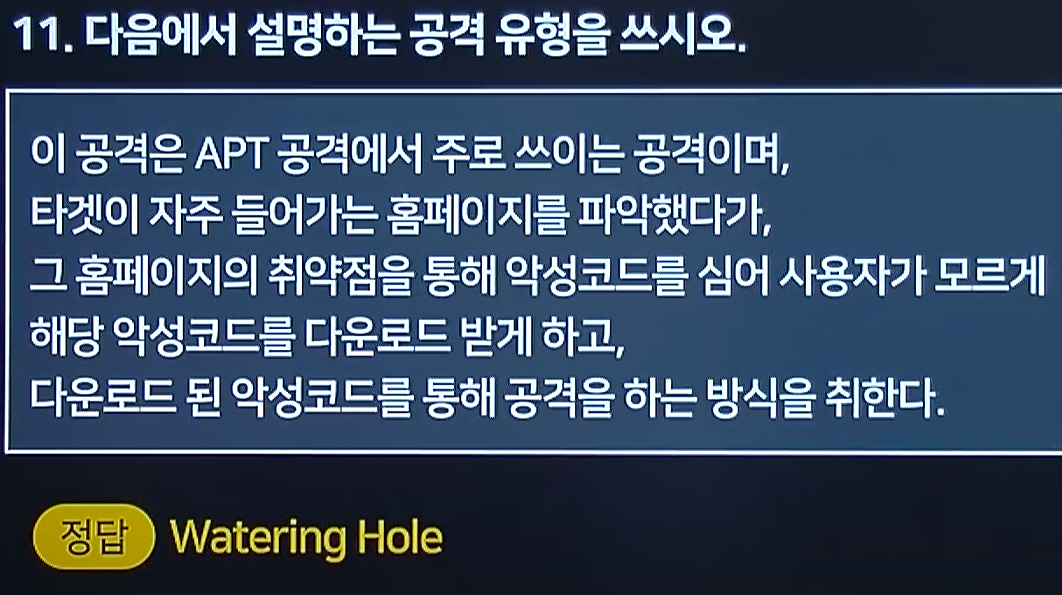 11. 다음에서 설명하는 공격 유형을 쓰시오.
이 공격은 APT 공격에서 주로 쓰이는 공격이며,
타겟이 자주 들어가는 홈페이지를 파악했다가,
그 홈페이지의 취약점을 통해 악성코드를 심어 사용자가 모르게
해당 악성코드를 다운로드 받게 하고,
다운로드 된 악성코드를 통해 공격을 하는 방식을 취한다.
정답 Watering Hole